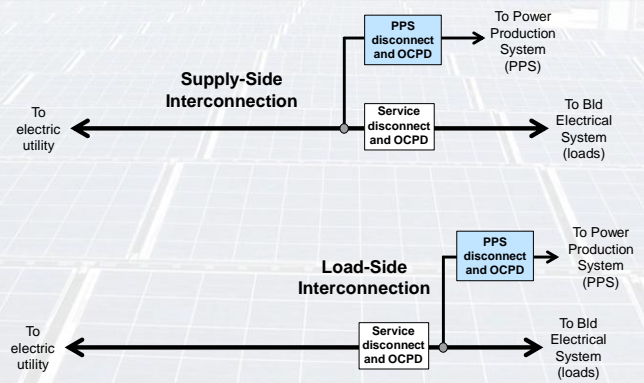 PPS
disconnect
and OCPD
To Power
Production
System
(PPS)
Supply-Side
Interconnection
To
electric
utility
Service
disconnect
and OCPD
To Bld
Electrical
System
(loads)
PPS
disconnect
and OCPD
To Power
Production
System
(PPS)
Load-Side
Interconnection
To
electric
utility
Service
disconnect
and OCPD
To Bld
Electrical
System
(loads)